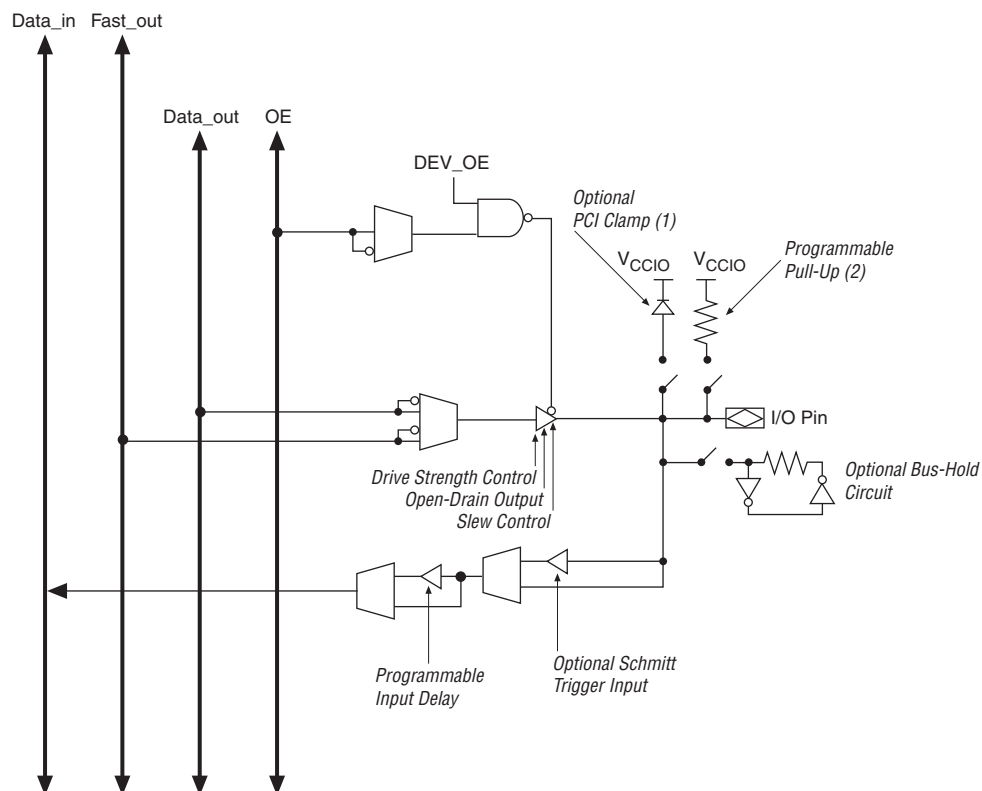 Data_in Fast_out
Data_out OE
DEV_OE
Optional
PCI Clamp (1)
Programmable
Pull-Up (2)
VCCIO VCCIO
I/O Pin
Drive Strength Control
Open-Drain Output
Slew Control
Optional Bus-Hold
Circuit
Programmable
Input Delay
Optional Schmitt
Trigger Input